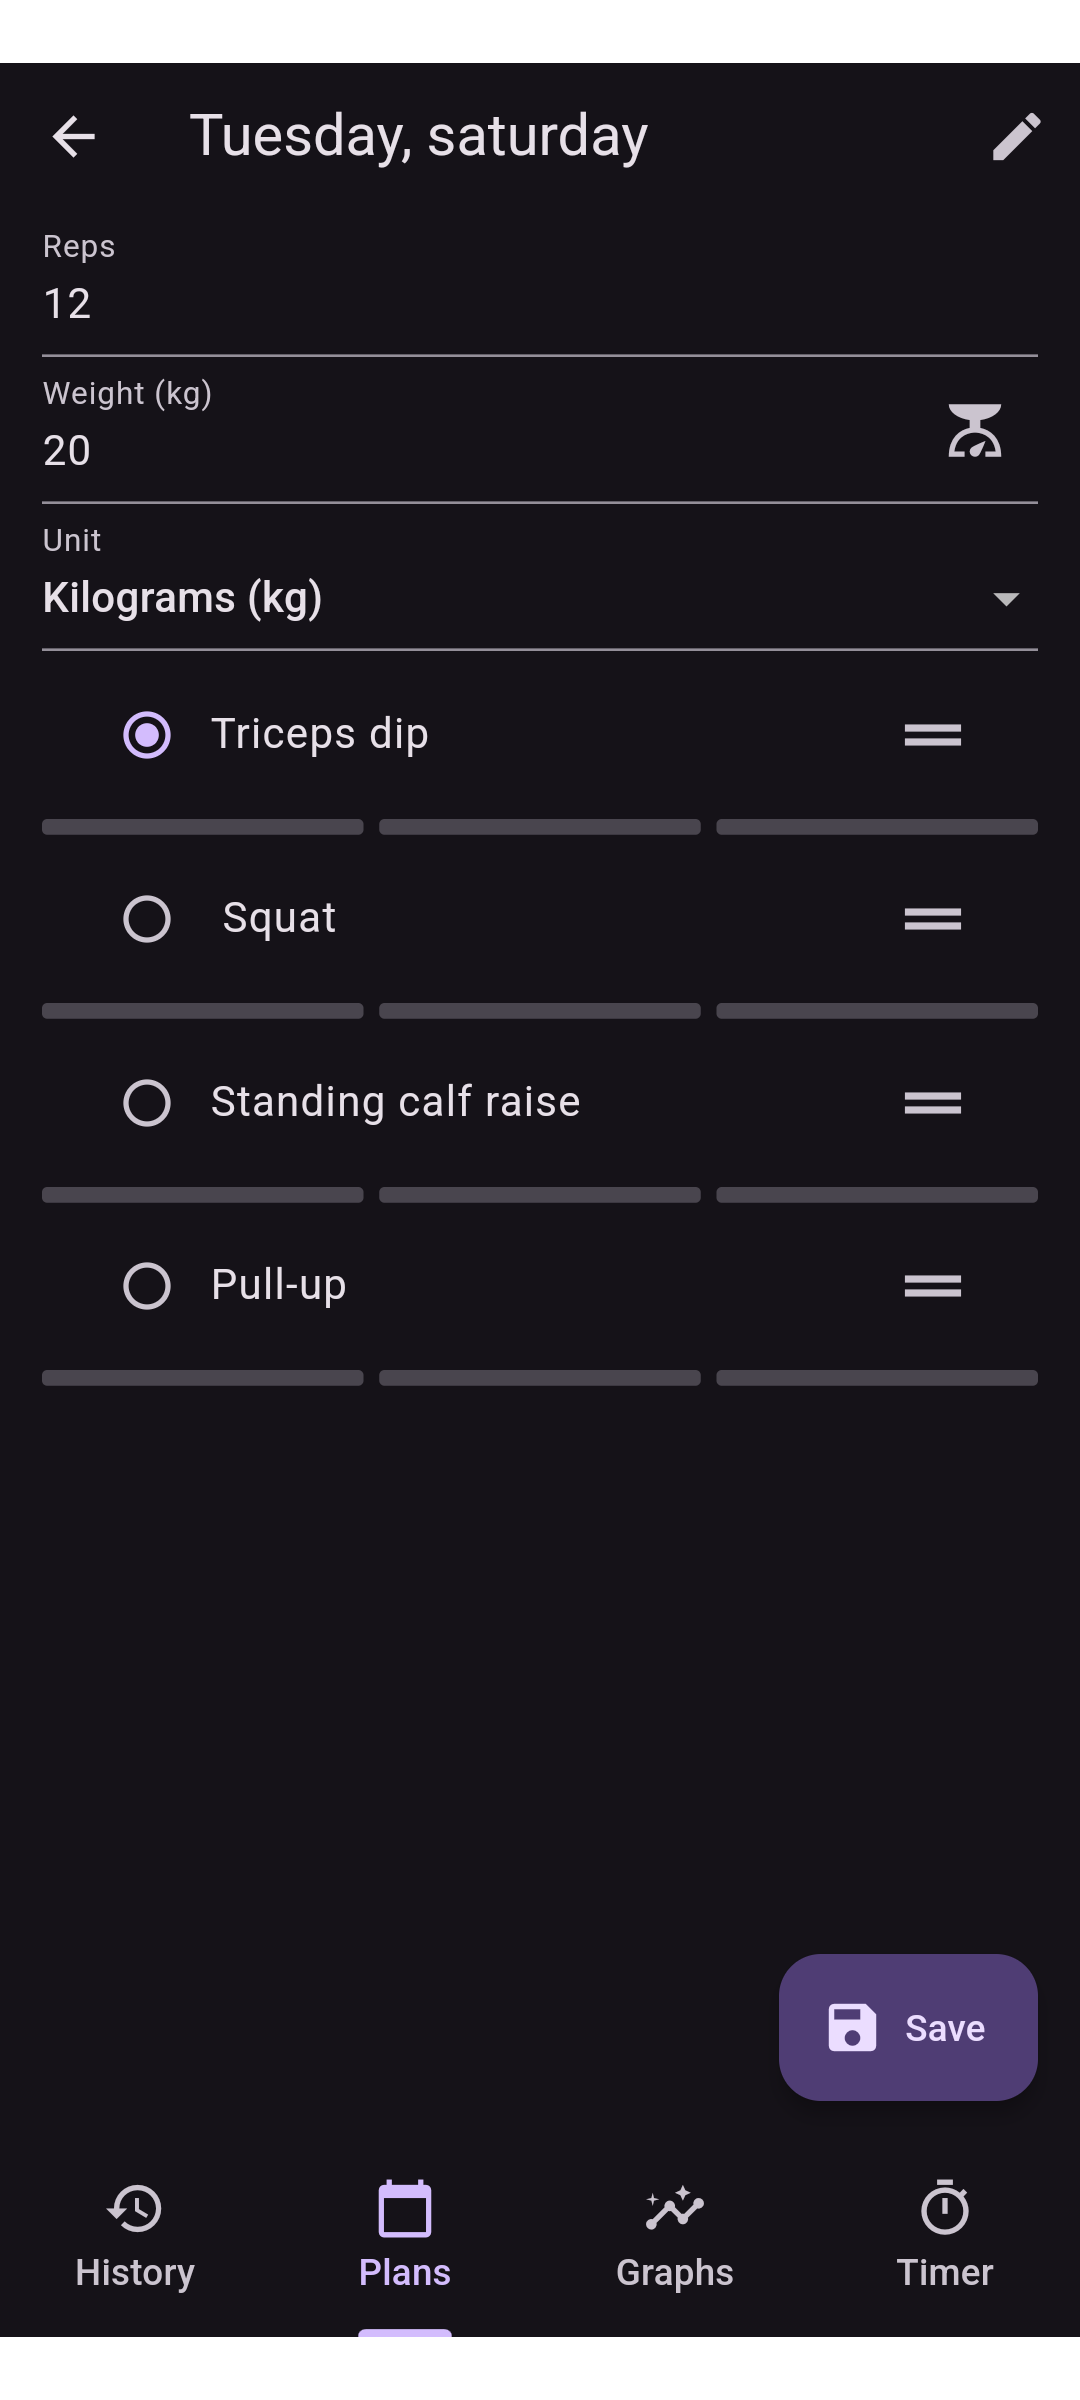 Tuesday, saturday
Reps
12
Weight (kg)
20
Unit
Kilograms (kg)
Triceps dip
Squat
Standing calf raise
Pull-up
Save
History
Plans
Graphs
Timer